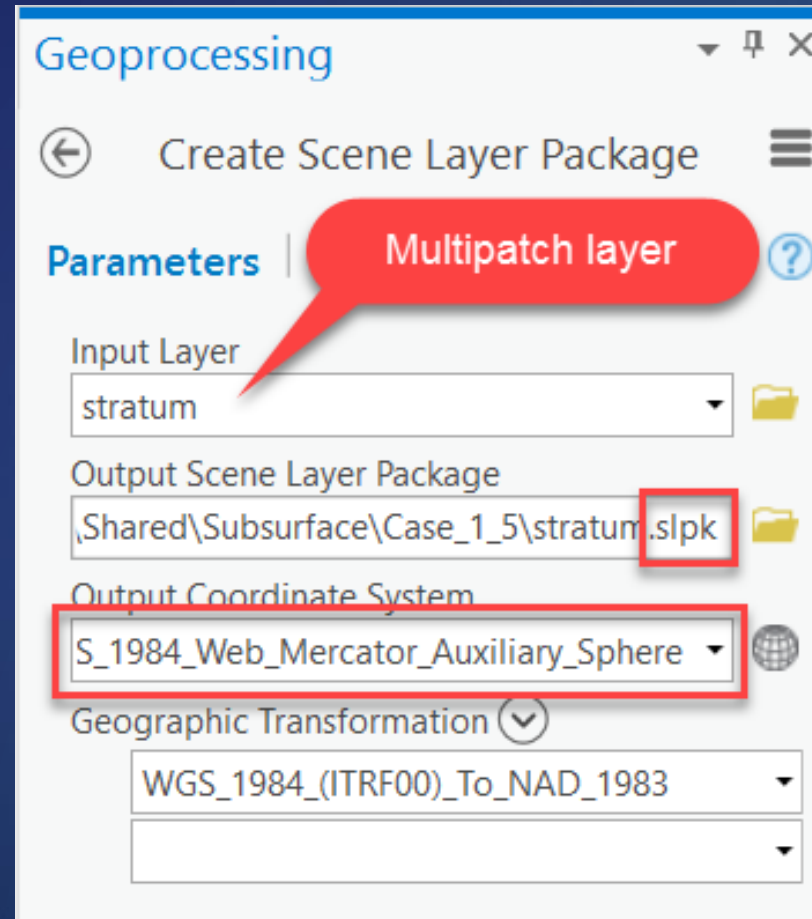 Geoprocessing
Create Scene Layer Package
Parameters
Multipatch layer
?
Input Layer
stratum
Output Scene Layer Package
\Shared\Subsurface\Case_1_5\stratum.slpk
Output Coordinate System
S_1984_Web_Mercator_Auxiliary_Sphere
Geographic Transformation
WGS_1984_(ITRF00)_To_NAD_1983